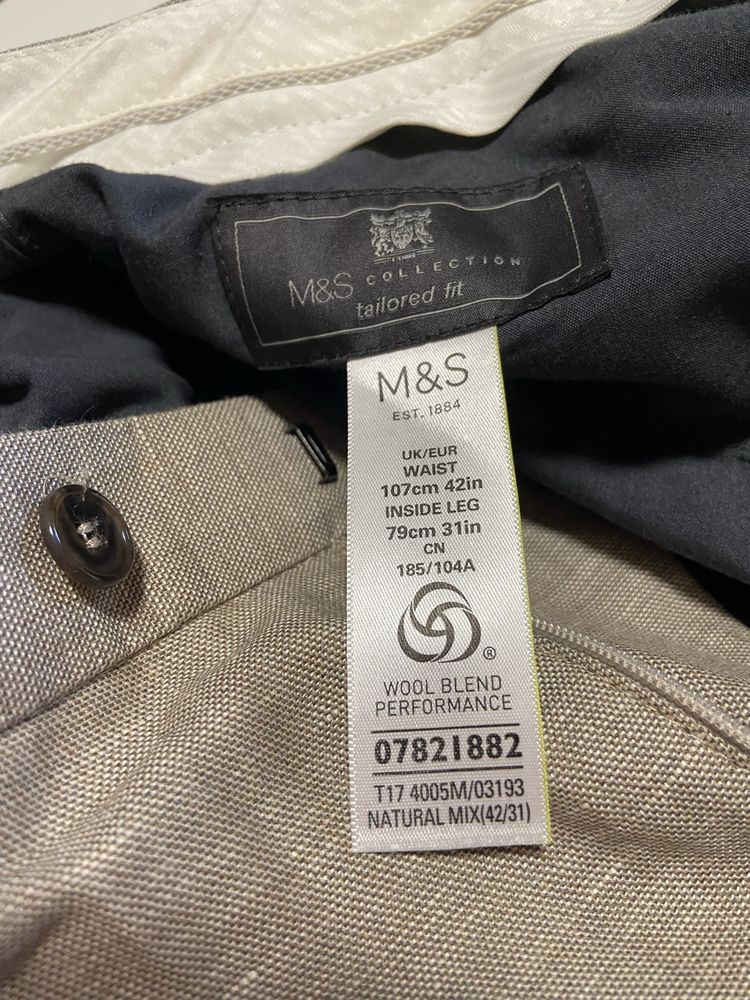 M&S COLLECTION
tailored fit
M&S
EST. 1884
UK/EUR
WAIST
107cm 42in
INSIDE LEG
79cm 31in
CN
185/104A
®
WOOL BLEND
PERFORMANCE
07821882
T17 4005M/03193
NATURAL MIX(42/31)